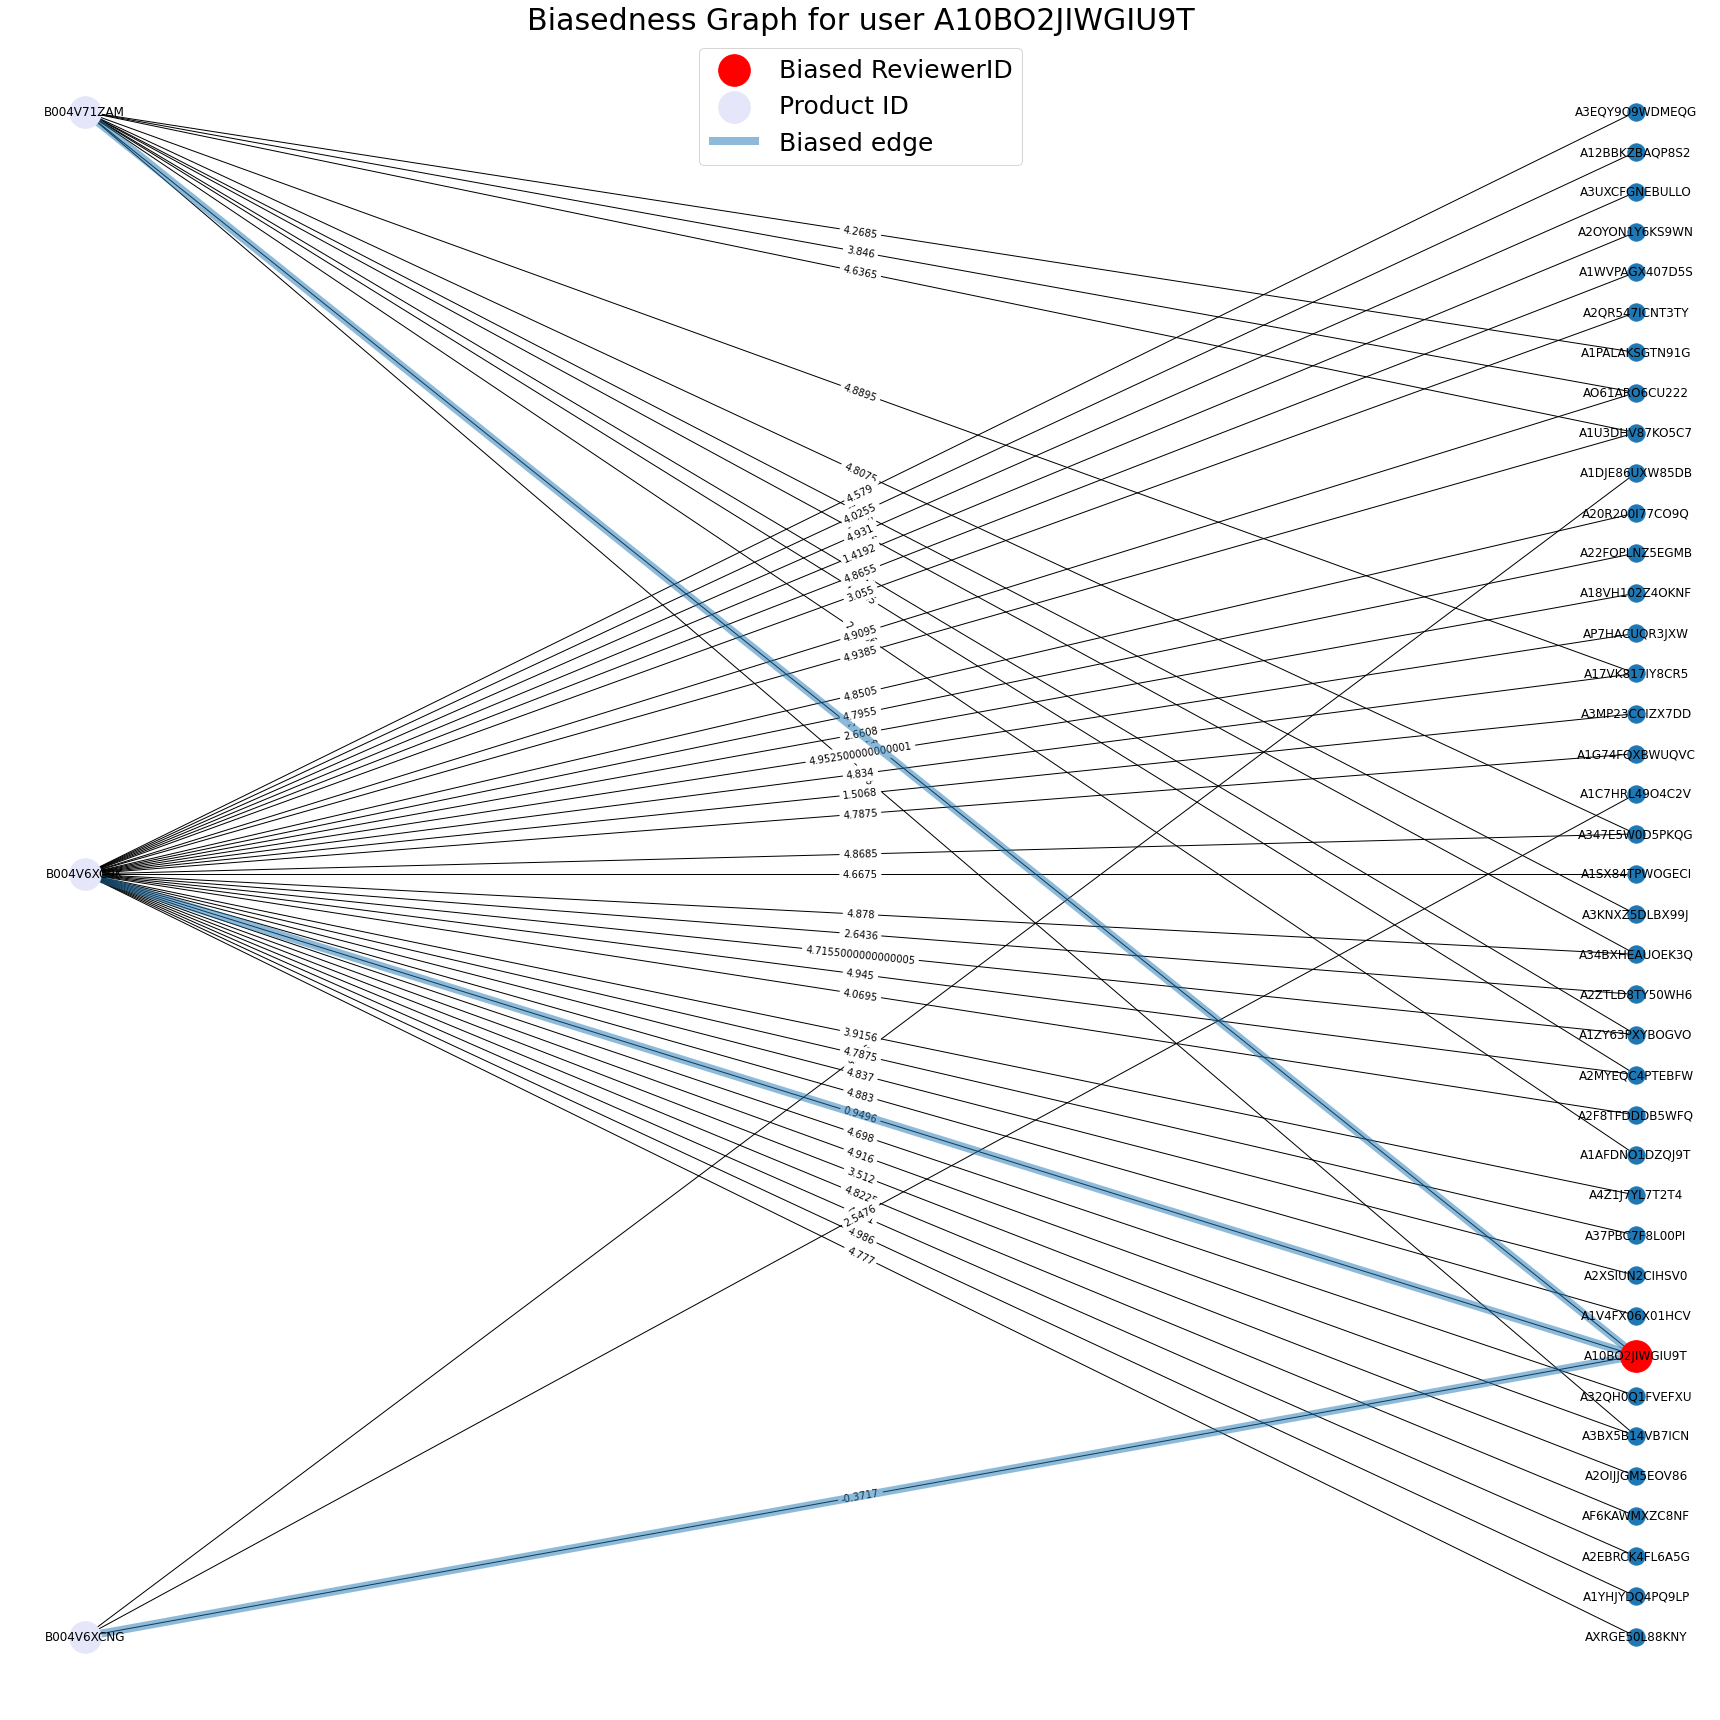 Biasedness Graph for user A10BO2JIWGIU9T
Biased ReviewerID
Product ID
Biased edge
B004V71ZAM
B004V6XCNG
A3EQY9O9WDMEQG
A12BBKZBAQP8S2
A3UXCFGNEBULLO
A2OYON1Y6KS9WN
A1WVPAGX407D5S
A2QR547ICNT3TY
A1PALAKSGTN91G
AO61ARO6CU222
A1U3DHV87KO5C7
A1DJE86UXW85DB
A20R200I77CO9Q
A22FOPLNZ5EGMB
A18VH102Z4OKNF
AP7HACUQR3JXW
A17VK817IY8CR5
A3MP23CCIZX7DD
A1G74FQXBWUQVC
A1C7HRL49O4C2V
A347E5W0D5PKQG
A1SX84TPWOGECI
A3KNXZ5DLBX99J
A34BXHEAUOEK3Q
A2ZTLD8TY50WH6
A1ZY63PXYBOGVO
A2MYEQC4PTEBFW
A2F8TFDDDB5WFQ
A1AFDNO1DZQJ9T
A4Z1J7YL7T2T4
A37PBC7F8L00PI
A2XSIUN2CIHSV0
A1V4FX06X01HCV
A10BO2JIWGIU9T
A32QH0Q1FVEFXU
A3BX5B14VB7ICN
A2OIJJGM5EOV86
AF6KAWMXZC8NF
A2EBRCK4FL6A5G
A1YHJYDQ4PQ9LP
AXRGE50L88KNY
4.2685
3.846
4.6365
4.8895
4.8075
4.579
4.0255
4.931
1.4192
4.8655
3.055
4.9095
4.9385
4.8505
4.7955
2.6608
4.952500000000001
4.834
1.5068
4.7875
4.8685
4.6675
4.878
2.6436
4.7155000000000005
4.945
4.0695
3.9156
4.7875
4.837
4.883
0.9496
4.698
4.916
3.512
4.8225
2.5476
4.986
4.777
-0.3717